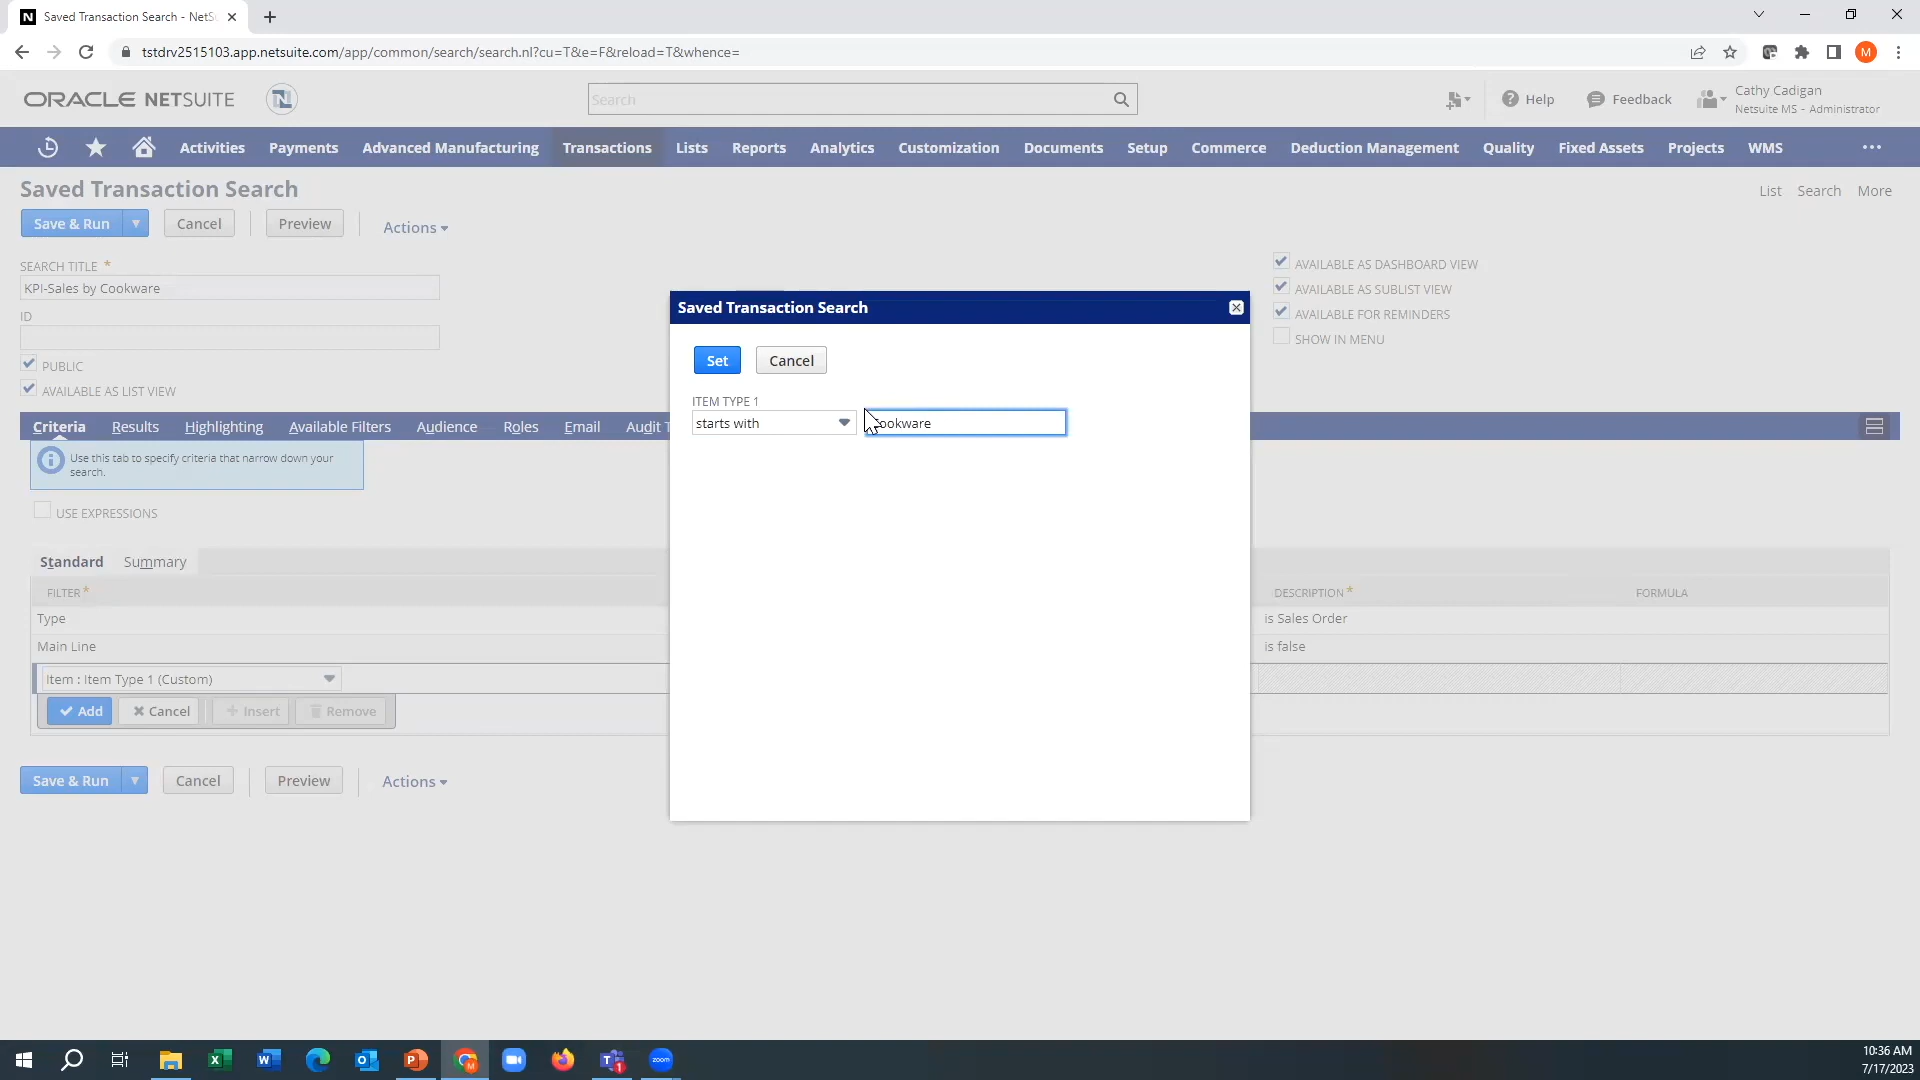 Saved Transaction Search - NetSu
tstdrv2515103.app.netsuite.com/app/common/search/search.nl?cu=T&e=F&reload=T&whence=
M
ORACLE NETSUITE
Search
Help
Feedback
Cathy Cadigan
Netsuite MS - Administrator
Activities Payments Advanced Manufacturing Transactions Lists Reports Analytics Customization Documents Setup Commerce Deduction Management Quality Fixed Assets Projects WMS
Saved Transaction Search
List Search More
Save & Run Cancel Preview Actions
SEARCH TITLE *
KPI-Sales by Cookware
ID
PUBLIC
AVAILABLE AS LIST VIEW
AVAILABLE AS DASHBOARD VIEW
AVAILABLE AS SUBLIST VIEW
AVAILABLE FOR REMINDERS
SHOW IN MENU
Saved Transaction Search
Set Cancel
ITEM TYPE 1
starts with
ookware
Criteria Results Highlighting Available Filters Audience Roles Email Audit T
Use this tab to specify criteria that narrow down your
search.
USE EXPRESSIONS
Standard Summary
FILTER * DESCRIPTION * FORMULA
Type is Sales Order
Main Line is false
Item : Item Type 1 (Custom)
Add Cancel Insert Remove
Save & Run Cancel Preview Actions
10:36 AM
7/17/2023